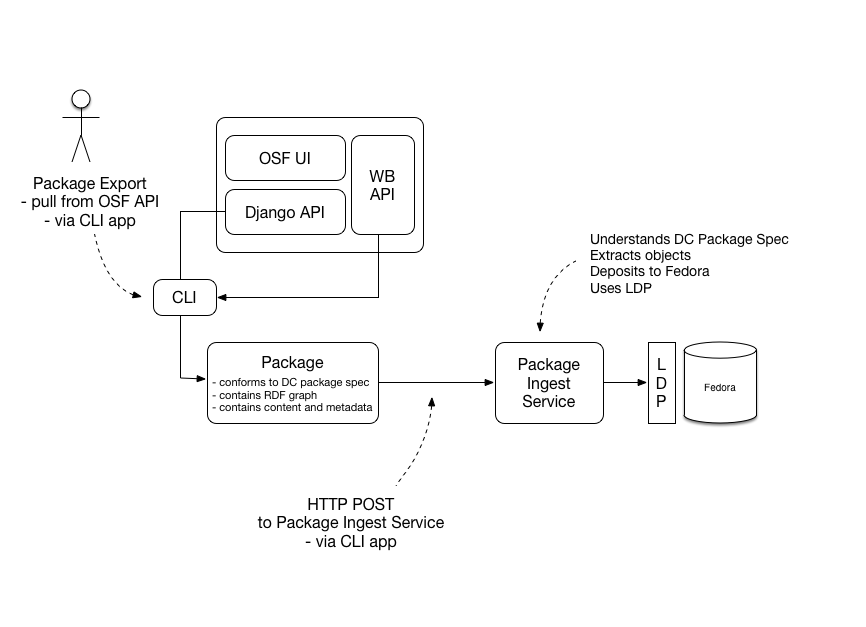 Package Export
- pull from OSF API
- via CLI app
OSF UI
Django API
WB
API
CLI
Understands DC Package Spec
Extracts objects
Deposits to Fedora
Uses LDP
Package
- conforms to DC package spec
- contains RDF graph
- contains content and metadata
Package
Ingest
Service
L
D
P
Fedora
HTTP POST
to Package Ingest Service
- via CLI app